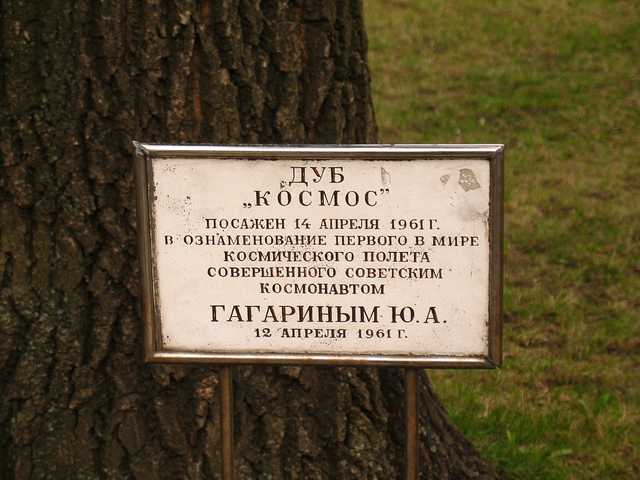 ДУБ
„КОСМОС”
ПОСАЖЕН 14 АПРЕЛЯ 1961 Г.
В ОЗНАМЕНОВАНИЕ ПЕРВОГО В МИРЕ
КОСМИЧЕСКОГО ПОЛЕТА
СОВЕРШЕННОГО СОВЕТСКИМ
КОСМОНАВТОМ
ГАГАРИНЫМ Ю. А.
12 АПРЕЛЯ 1961 Г.